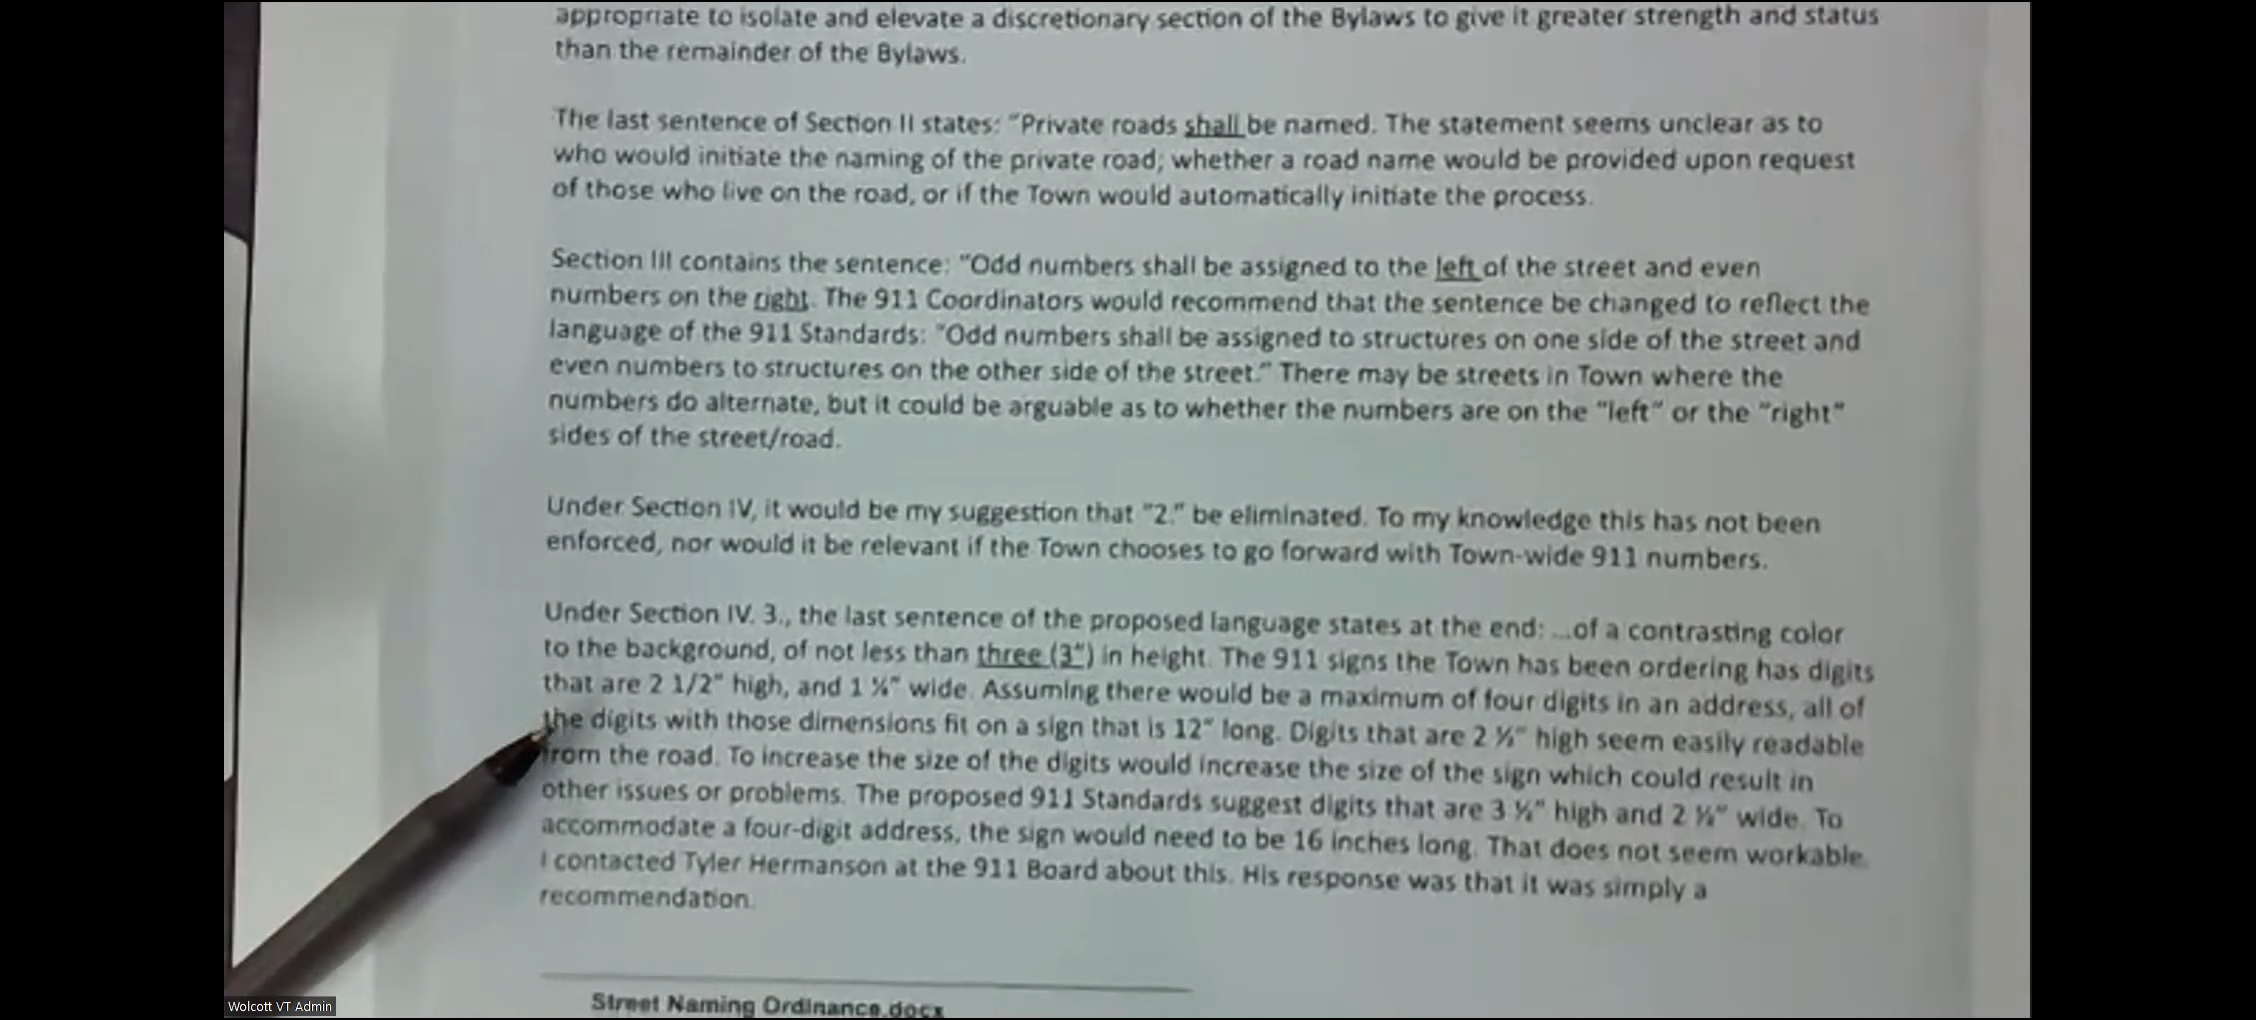 appropriate to isolate and elevate a discretionary section of the Bylaws to give it greater strength and status
than the remainder of the Bylaws.
The last sentence of Section II states: "Private roads shall be named. The statement seems unclear as to
who would initiate the naming of the private road; whether a road name would be provided upon request
of those who live on the road, or if the Town would automatically initiate the process.
Section III contains the sentence: "Odd numbers shall be assigned to the left of the street and even
numbers on the right. The 911 Coordinators would recommend that the sentence be changed to reflect the
language of the 911 Standards: "Odd numbers shall be assigned to structures on one side of the street and
even numbers to structures on the other side of the street." There may be streets in Town where the
numbers do alternate, but it could be arguable as to whether the numbers are on the "left" or the "right"
sides of the street/road.
Under Section IV, it would be my suggestion that "2." be eliminated. To my knowledge this has not been
enforced, nor would it be relevant if the Town chooses to go forward with Town-wide 911 numbers.
Under Section IV. 3., the last sentence of the proposed language states at the end: ...of a contrasting color
to the background, of not less than three (3") in height. The 911 signs the Town has been ordering has digits
that are 2 1/2" high, and 1 wide. Assuming there would be a maximum of four digits in an address, all of
the digits with those dimensions fit on a sign that is 12" long. Digits that are 2 ½" high seem easily readable
from the road. To increase the size of the digits would increase the size of the sign which could result in
other issues or problems. The proposed 911 Standards suggest digits that are 3 ½" high and 2 ½" wide. To
accommodate a four-digit address, the sign would need to be 16 inches long. That does not seem workable.
I contacted Tyler Hermanson at the 911 Board about this. His response was that it was simply a
recommendation.
Street Naming Ordinance.docx
Wolcott VT Admin